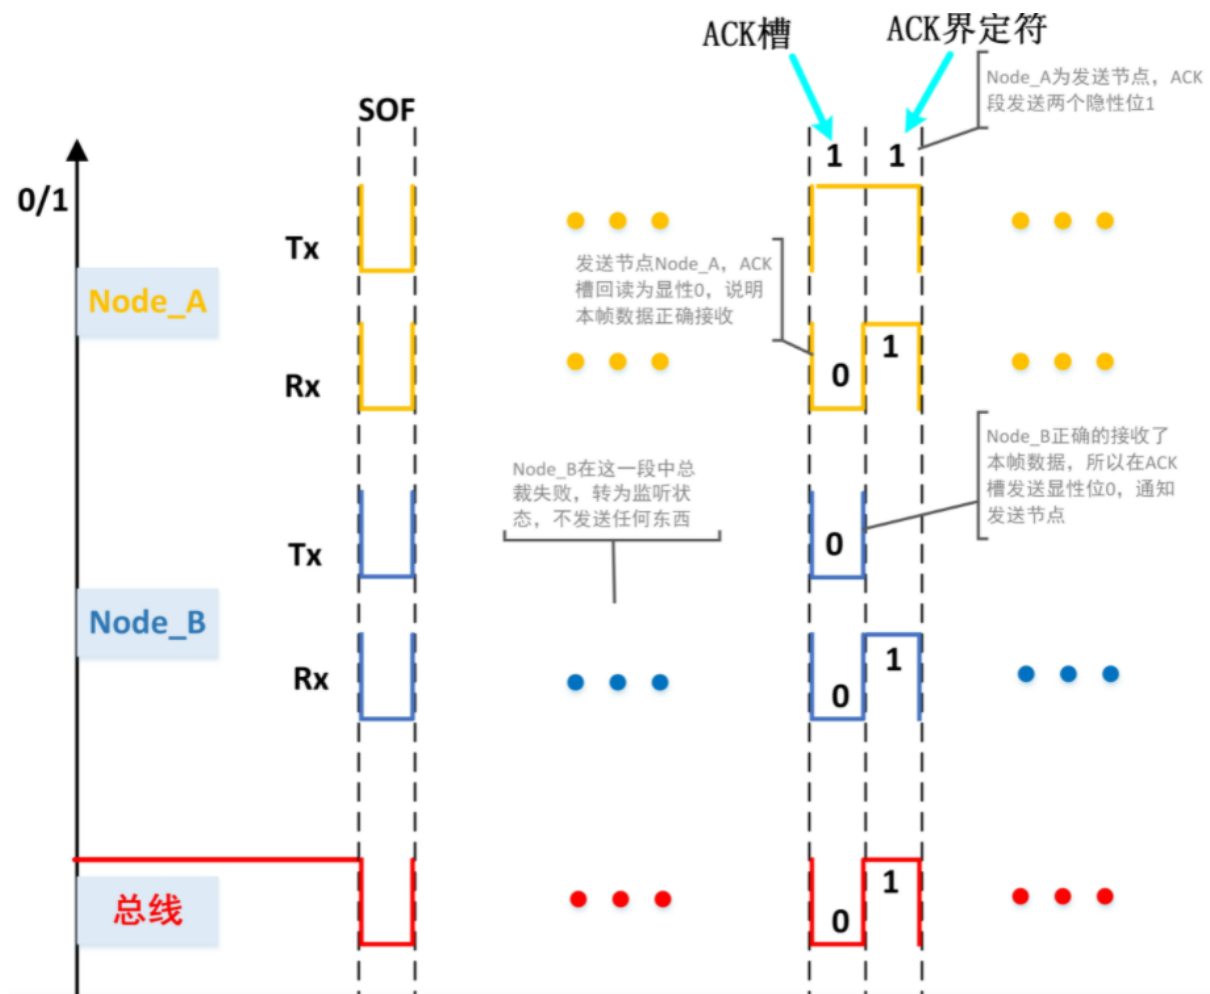 ACK槽
ACK界定符
Node_A为发送节点，ACK
段发送两个隐性位1
SOF
1
1
0/1
Tx
Node_A
发送节点Node_A，ACK
槽回读为显性0，说明
本帧数据正确接收
Rx
0
1
Node_B在这一段中总
裁失败，转为监听状
态，不发送任何东西
Node_B正确的接收了
本帧数据，所以在ACK
槽发送显性位0，通知
发送节点
Tx
0
Node_B
Rx
0
1
总线
0
1